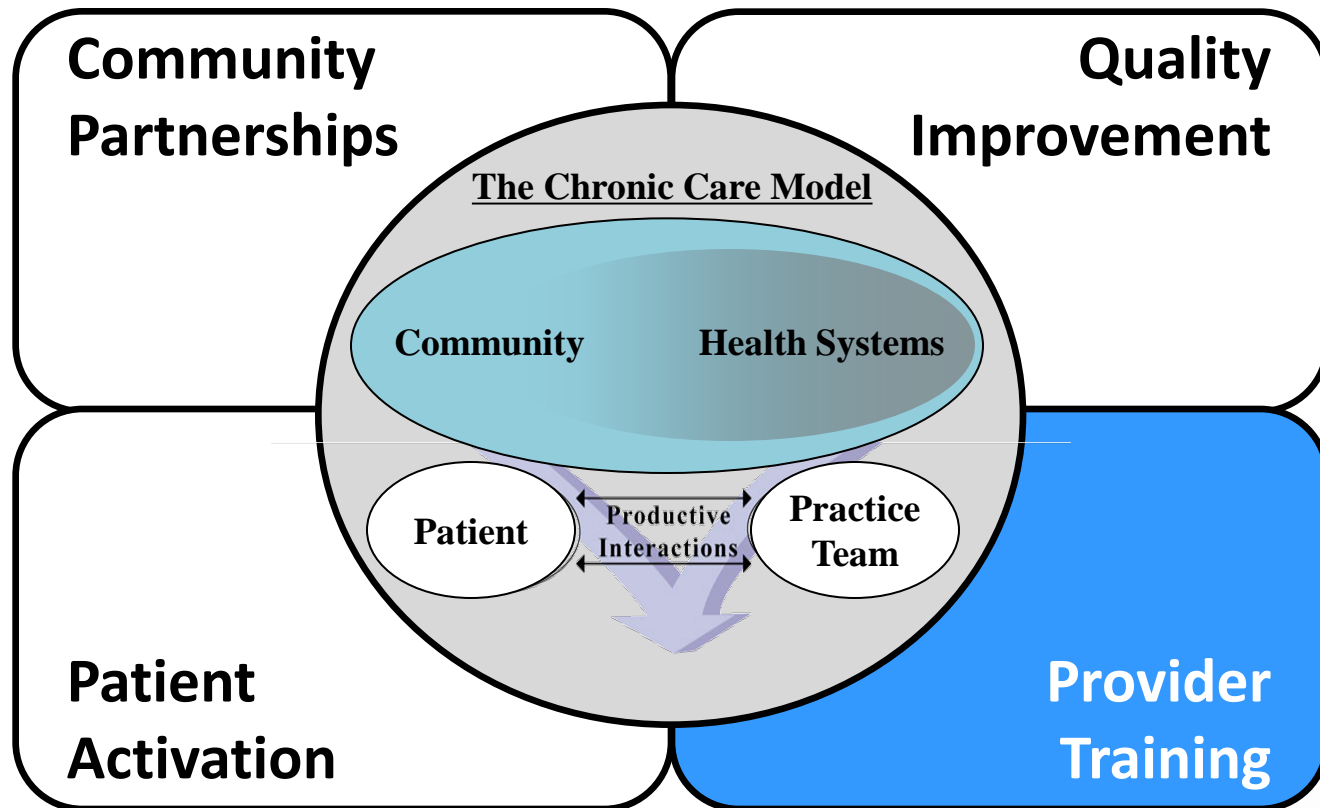 Community
Partnerships
Quality
Improvement
The Chronic Care Model
Community
Health Systems
Patient
Productive
Interactions
Practice
Team
Patient
Activation
Provider
Training